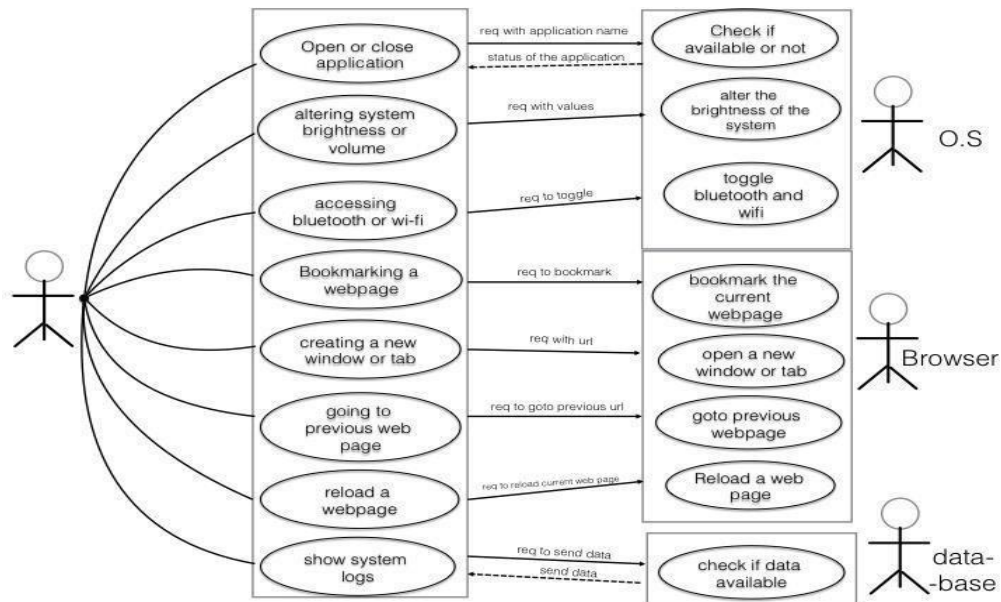 Open or close
application
req with application name
status of the application
Check if
available or not
altering system
brightness or
volume
req with values
alter the
brightness of the
system
O.S
accessing
bluetooth or wi-fi
req to toggle
toggle
bluetooth and
wifi
Bookmarking a
webpage
req to bookmark
bookmark the
current
webpage
creating a new
window or tab
req with url
open a new
window or tab
Browser
going to
previous web
page
req to goto previous url
goto previous
webpage
reload a
webpage
req to reload current web page
Reload a web
page
show system
logs
req to send data
send data
check if data
available
data-
-base